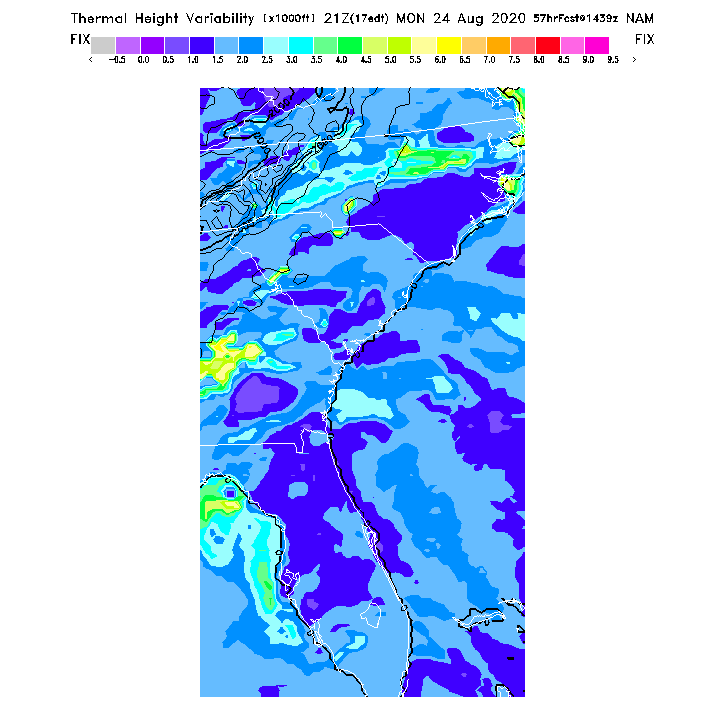 Thermal Height Variability [x1000ft] 21Z(17edt) MON 24 Aug 2020 57hrFcst@1439z NAM
FIX FIX
< -0.5 0.0 0.5 1.0 1.5 2.0 2.5 3.0 3.5 4.0 4.5 5.0 5.5 6.0 6.5 7.0 7.5 8.0 8.5 9.0 9.5 >